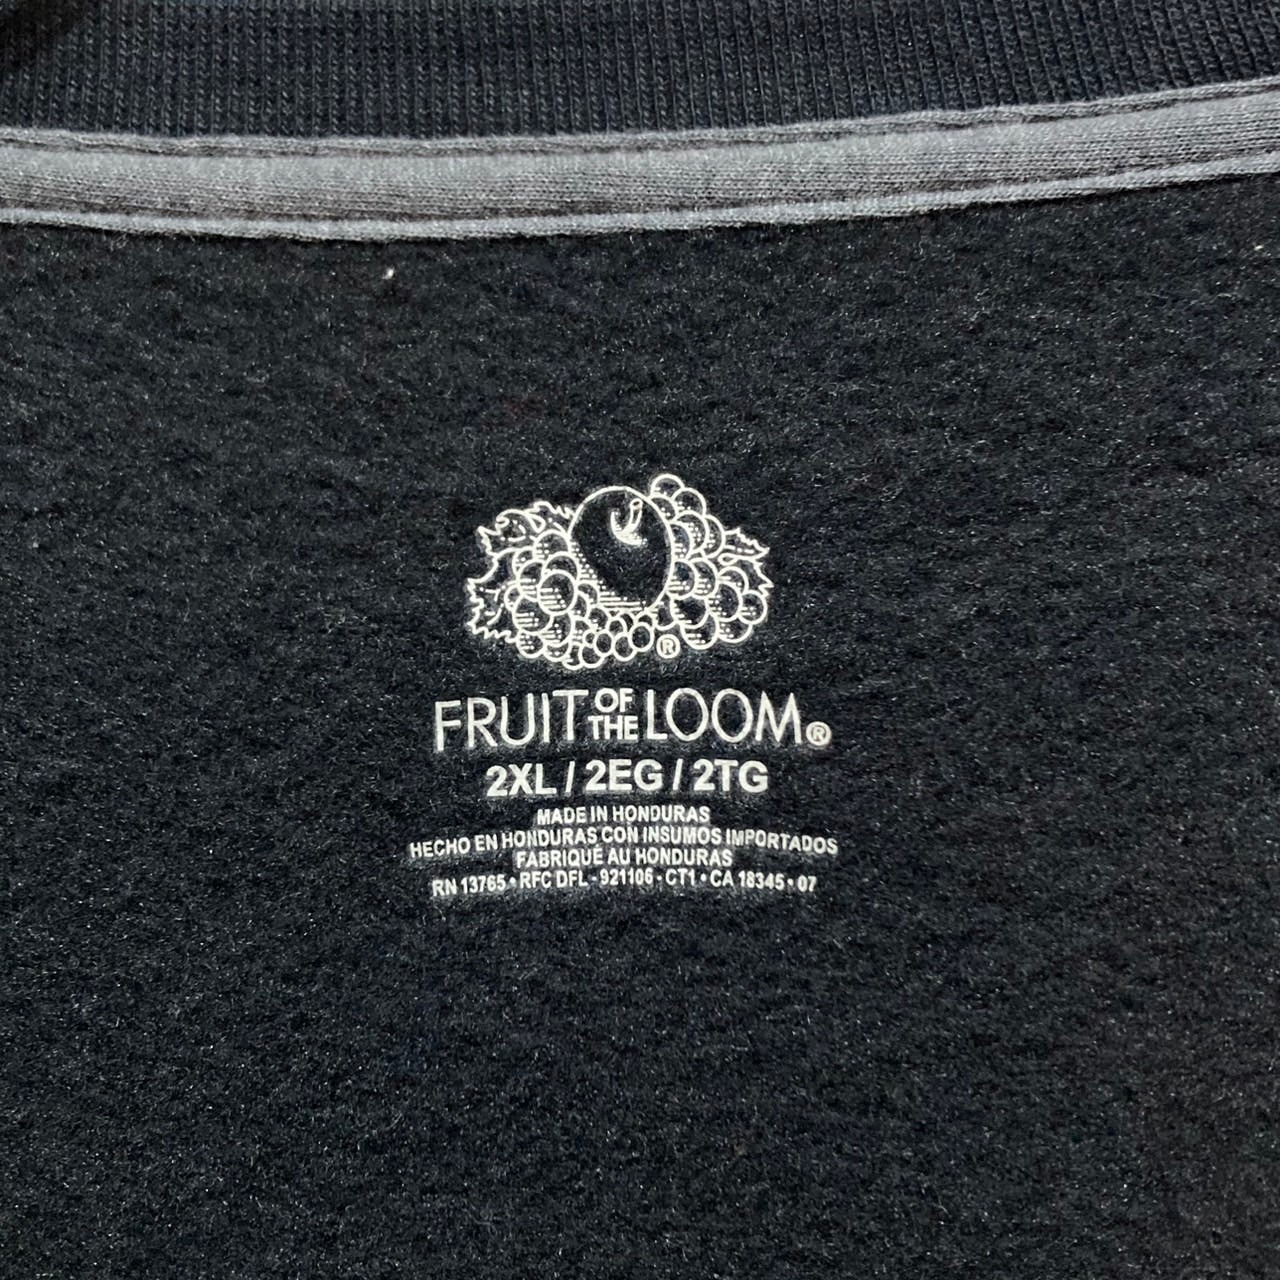 ®
FRUIT OF THE LOOM®
2XL / 2EG / 2TG
MADE IN HONDURAS
HECHO EN HONDURAS CON INSUMOS IMPORTADOS
FABRIQUÉ AU HONDURAS
RN 13765 • RFC DFL - 921106 - CT1 • CA 18345 • 07